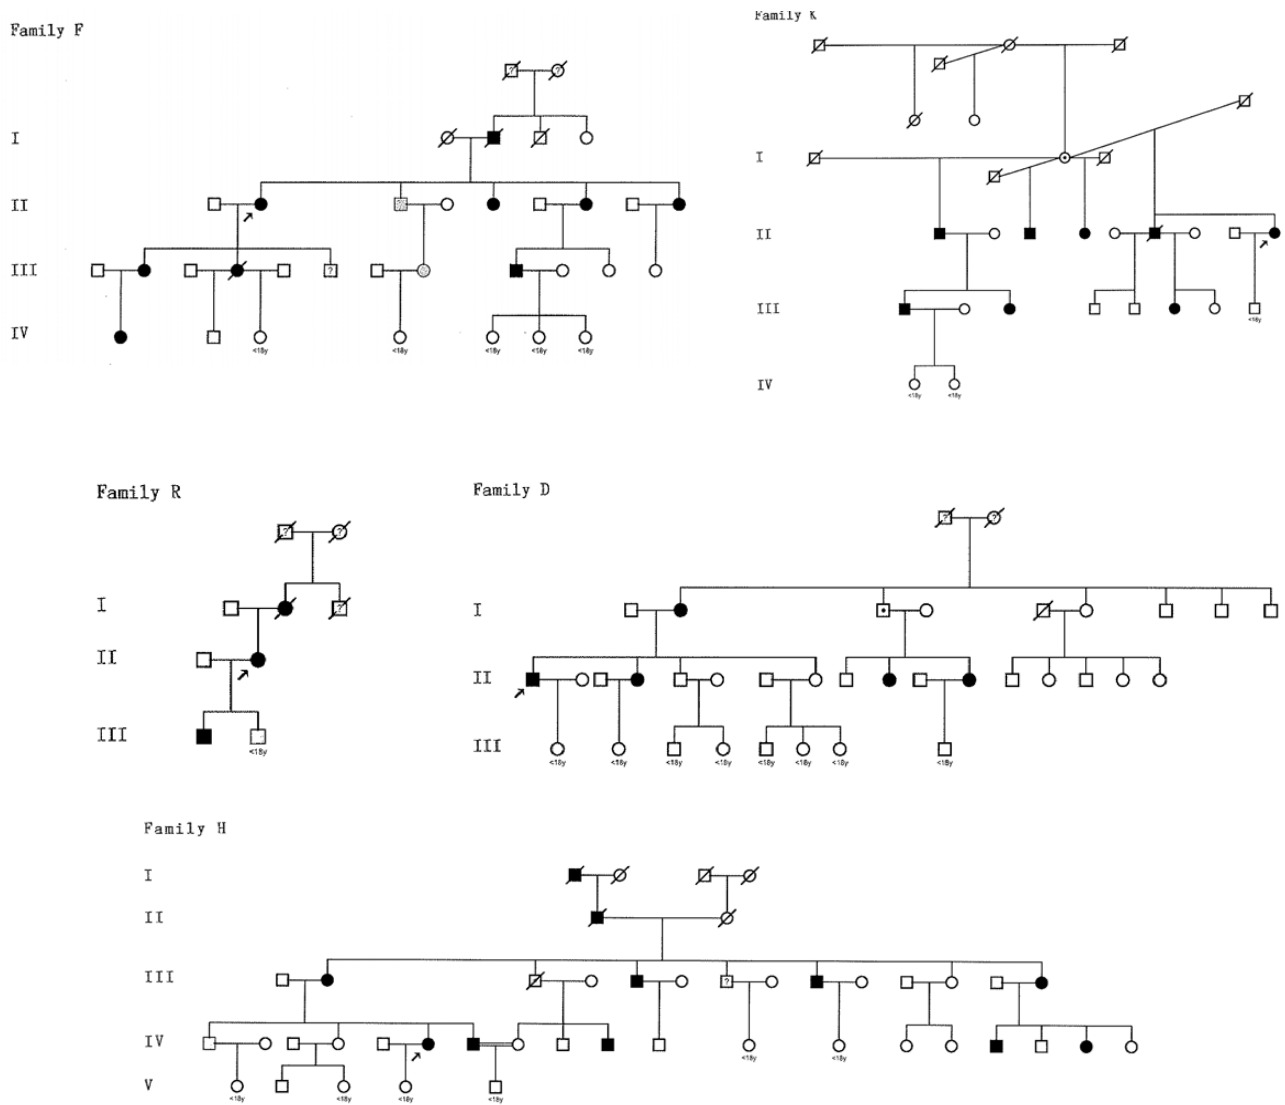 Family F
? ?
I
II
III
?
IV
<18y <18y <18y <18y <18y
Family K
I
II
III
<18y
IV
<18y <18y
Family R
? ?
I
?
II
III
<18y
Family D
? ?
I
II
III
<18y <18y <18y <18y <18y <18y <18y <18y
Family H
I
II
III
?
IV
<18y <18y
V
<18y <18y <18y <18y